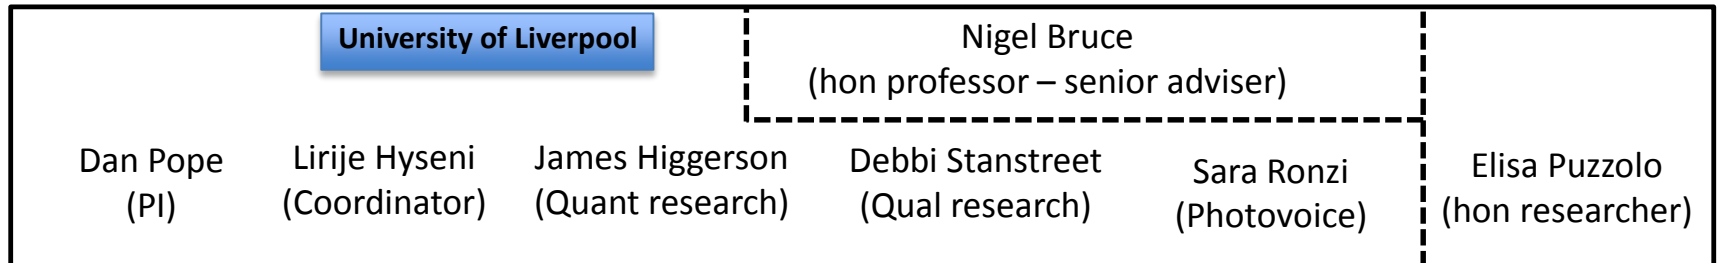 University of Liverpool
Nigel Bruce
(hon professor – senior adviser)
Dan Pope
(PI)
Lirije Hyseni
(Coordinator)
James Higgerson
(Quant research)
Debbi Stanstreet
(Qual research)
Sara Ronzi
(Photovoice)
Elisa Puzzolo
(hon researcher)